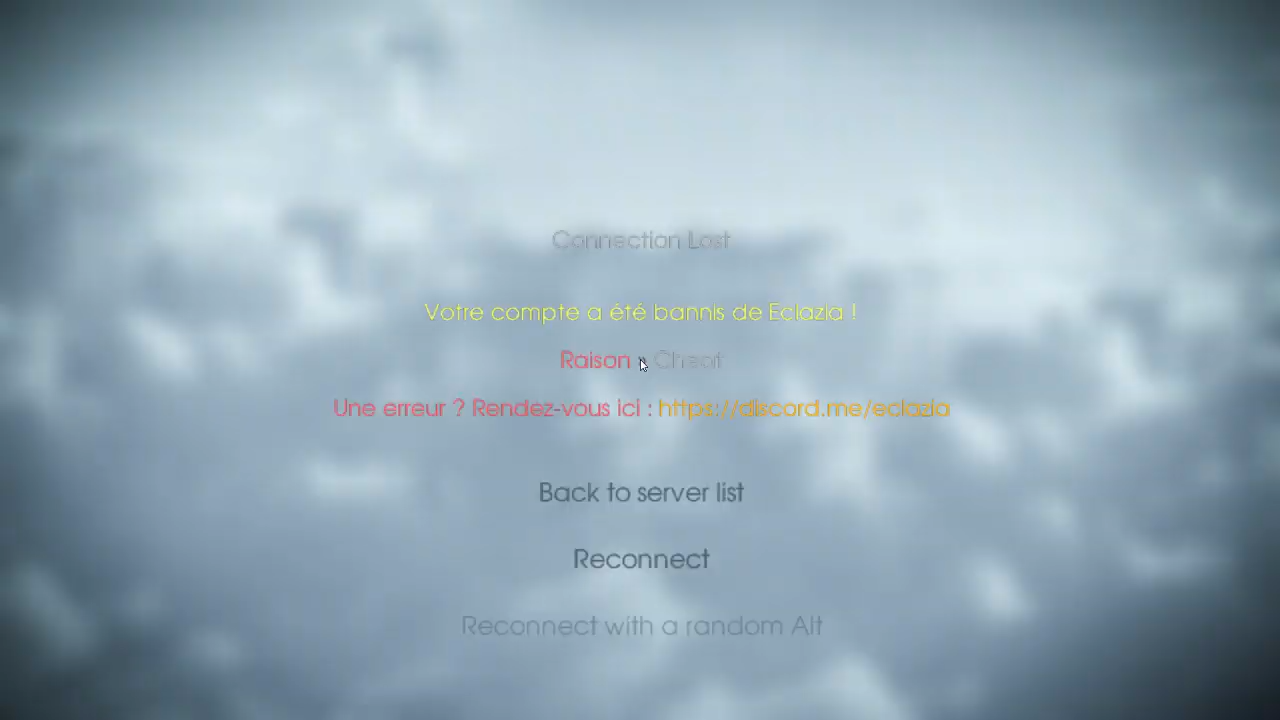 Connection Lost
Votre compte a été bannis de Eclazia !
Raison : Cheat
Une erreur ? Rendez-vous ici : https://discord.me/eclazia
Back to server list
Reconnect
Reconnect with a random Alt